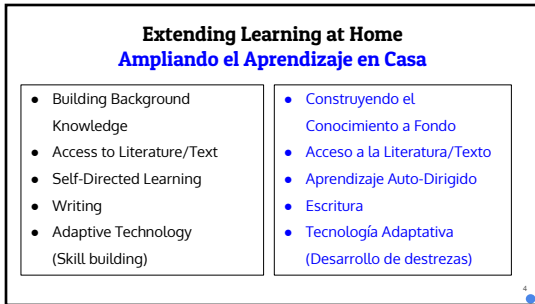 Extending Learning at Home
Ampliando el Aprendizaje en Casa
● Building Background
Knowledge
● Access to Literature/Text
● Self-Directed Learning
● Writing
● Adaptive Technology
(Skill building)
● Construyendo el
Conocimiento a Fondo
● Acceso a la Literatura/Texto
● Aprendizaje Auto-Dirigido
● Escritura
● Tecnología Adaptativa
(Desarrollo de destrezas)
4